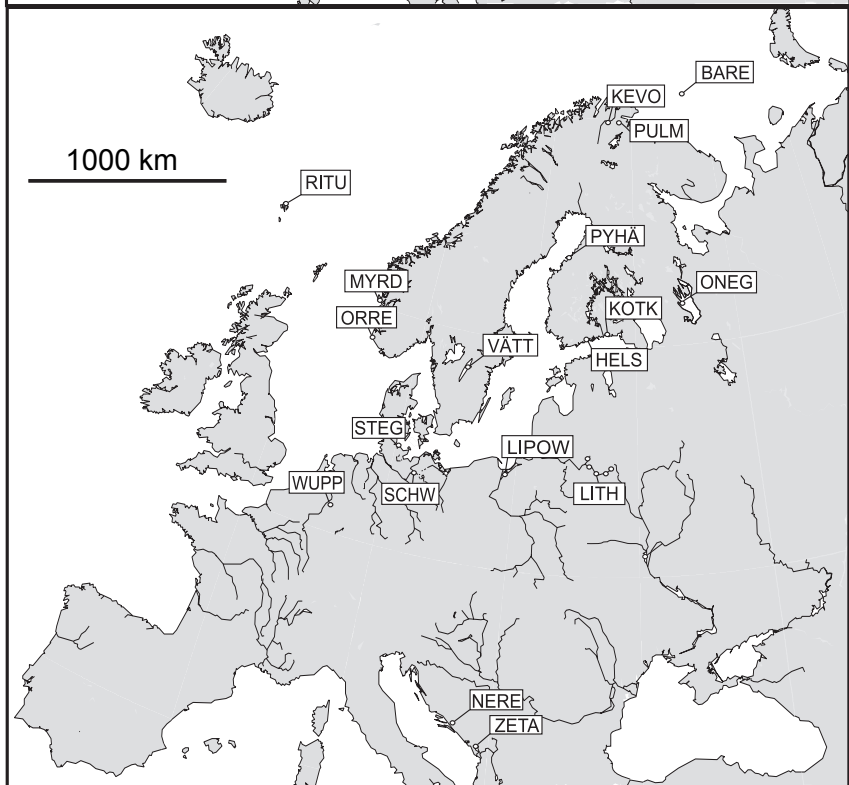 BARE
KEVO
PULM
1000 km
RITU
PYHÄ
MYRD
ONEG
KOTK
ORRE
VÄTT
HELS
STEG
LIPOW
WUPP
SCHW
LITH
NERE
ZETA